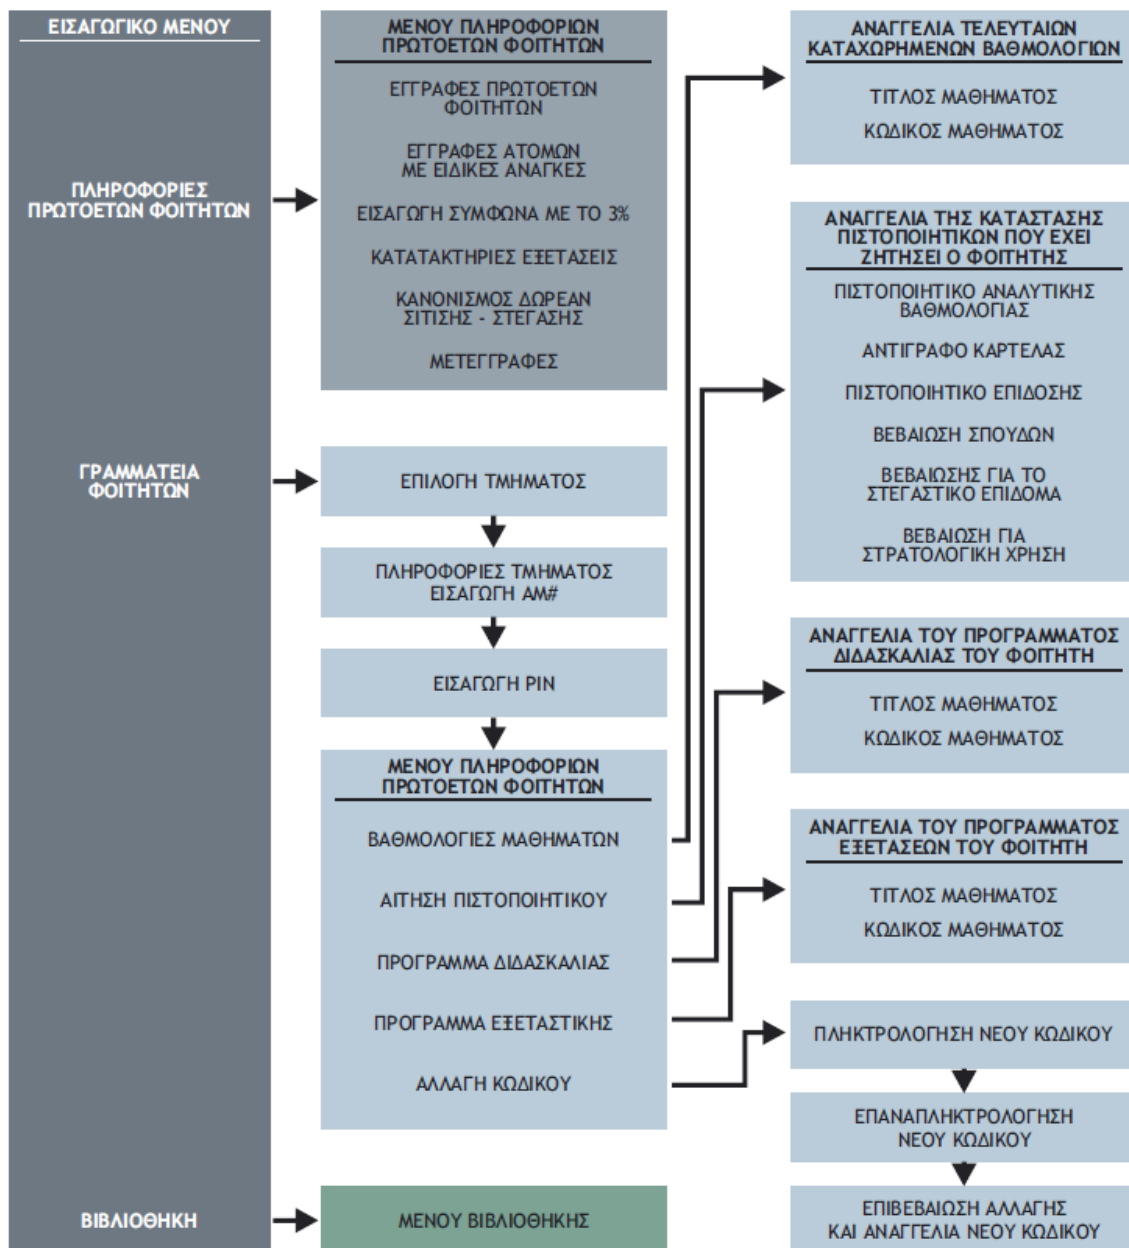 ΕΙΣΑΓΩΓΙΚΟ ΜΕΝΟΥ
ΠΛΗΡΟΦΟΡΙΕΣ
ΠΡΩΤΟΕΤΩΝ ΦΟΙΤΗΤΩΝ
ΜΕΝΟΥ ΠΛΗΡΟΦΟΡΙΩΝ
ΠΡΩΤΟΕΤΩΝ ΦΟΙΤΗΤΩΝ
ΕΓΓΡΑΦΕΣ ΠΡΩΤΟΕΤΩΝ
ΦΟΙΤΗΤΩΝ
ΕΓΓΡΑΦΕΣ ΑΤΟΜΩΝ
ΜΕ ΕΙΔΙΚΕΣ ΑΝΑΓΚΕΣ
ΕΙΣΑΓΩΓΗ ΣΥΜΦΩΝΑ ΜΕ ΤΟ 3%
ΚΑΤΑΤΑΚΤΗΡΙΕΣ ΕΞΕΤΑΣΕΙΣ
ΚΑΝΟΝΙΣΜΟΣ ΔΩΡΕΑΝ
ΣΙΤΙΣΗΣ - ΣΤΕΓΑΣΗΣ
ΜΕΤΕΓΓΡΑΦΕΣ
ΓΡΑΜΜΑΤΕΙΑ
ΦΟΙΤΗΤΩΝ
ΕΠΙΛΟΓΗ ΤΜΗΜΑΤΟΣ
ΠΛΗΡΟΦΟΡΙΕΣ ΤΜΗΜΑΤΟΣ
ΕΙΣΑΓΩΓΗ ΑΜ#
ΕΙΣΑΓΩΓΗ PIN
ΜΕΝΟΥ ΠΛΗΡΟΦΟΡΙΩΝ
ΠΡΩΤΟΕΤΩΝ ΦΟΙΤΗΤΩΝ
ΒΑΘΜΟΛΟΓΙΕΣ ΜΑΘΗΜΑΤΩΝ
ΑΙΤΗΣΗ ΠΙΣΤΟΠΟΙΗΤΙΚΟΥ
ΠΡΟΓΡΑΜΜΑ ΔΙΔΑΣΚΑΛΙΑΣ
ΠΡΟΓΡΑΜΜΑ ΕΞΕΤΑΣΤΙΚΗΣ
ΑΛΛΑΓΗ ΚΩΔΙΚΟΥ
ΑΝΑΓΓΕΛΙΑ ΤΕΛΕΥΤΑΙΩΝ
ΚΑΤΑΧΩΡΗΜΕΝΩΝ ΒΑΘΜΟΛΟΓΙΩΝ
ΤΙΤΛΟΣ ΜΑΘΗΜΑΤΟΣ
ΚΩΔΙΚΟΣ ΜΑΘΗΜΑΤΟΣ
ΑΝΑΓΓΕΛΙΑ ΤΗΣ ΚΑΤΑΣΤΑΣΗΣ
ΠΙΣΤΟΠΟΙΗΤΙΚΩΝ ΠΟΥ ΕΧΕΙ
ΖΗΤΗΣΕΙ Ο ΦΟΙΤΗΤΗΣ
ΠΙΣΤΟΠΟΙΗΤΙΚΟ ΑΝΑΛΥΤΙΚΗΣ
ΒΑΘΜΟΛΟΓΙΑΣ
ΑΝΤΙΓΡΑΦΟ ΚΑΡΤΕΛΑΣ
ΠΙΣΤΟΠΟΙΗΤΙΚΟ ΕΠΙΔΟΣΗΣ
ΒΕΒΑΙΩΣΗ ΣΠΟΥΔΩΝ
ΒΕΒΑΙΩΣΗΣ ΓΙΑ ΤΟ
ΣΤΕΓΑΣΤΙΚΟ ΕΠΙΔΟΜΑ
ΒΕΒΑΙΩΣΗ ΓΙΑ
ΣΤΡΑΤΟΛΟΓΙΚΗ ΧΡΗΣΗ
ΑΝΑΓΓΕΛΙΑ ΤΟΥ ΠΡΟΓΡΑΜΜΑΤΟΣ
ΔΙΔΑΣΚΑΛΙΑΣ ΤΟΥ ΦΟΙΤΗΤΗ
ΤΙΤΛΟΣ ΜΑΘΗΜΑΤΟΣ
ΚΩΔΙΚΟΣ ΜΑΘΗΜΑΤΟΣ
ΑΝΑΓΓΕΛΙΑ ΤΟΥ ΠΡΟΓΡΑΜΜΑΤΟΣ
ΕΞΕΤΑΣΕΩΝ ΤΟΥ ΦΟΙΤΗΤΗ
ΤΙΤΛΟΣ ΜΑΘΗΜΑΤΟΣ
ΚΩΔΙΚΟΣ ΜΑΘΗΜΑΤΟΣ
ΠΛΗΚΤΡΟΛΟΓΗΣΗ ΝΕΟΥ ΚΩΔΙΚΟΥ
ΕΠΑΝΑΠΛΗΚΤΡΟΛΟΓΗΣΗ
ΝΕΟΥ ΚΩΔΙΚΟΥ
ΕΠΙΒΕΒΑΙΩΣΗ ΑΛΛΑΓΗΣ
ΚΑΙ ΑΝΑΓΓΕΛΙΑ ΝΕΟΥ ΚΩΔΙΚΟΥ
ΒΙΒΛΙΟΘΗΚΗ
ΜΕΝΟΥ ΒΙΒΛΙΟΘΗΚΗΣ